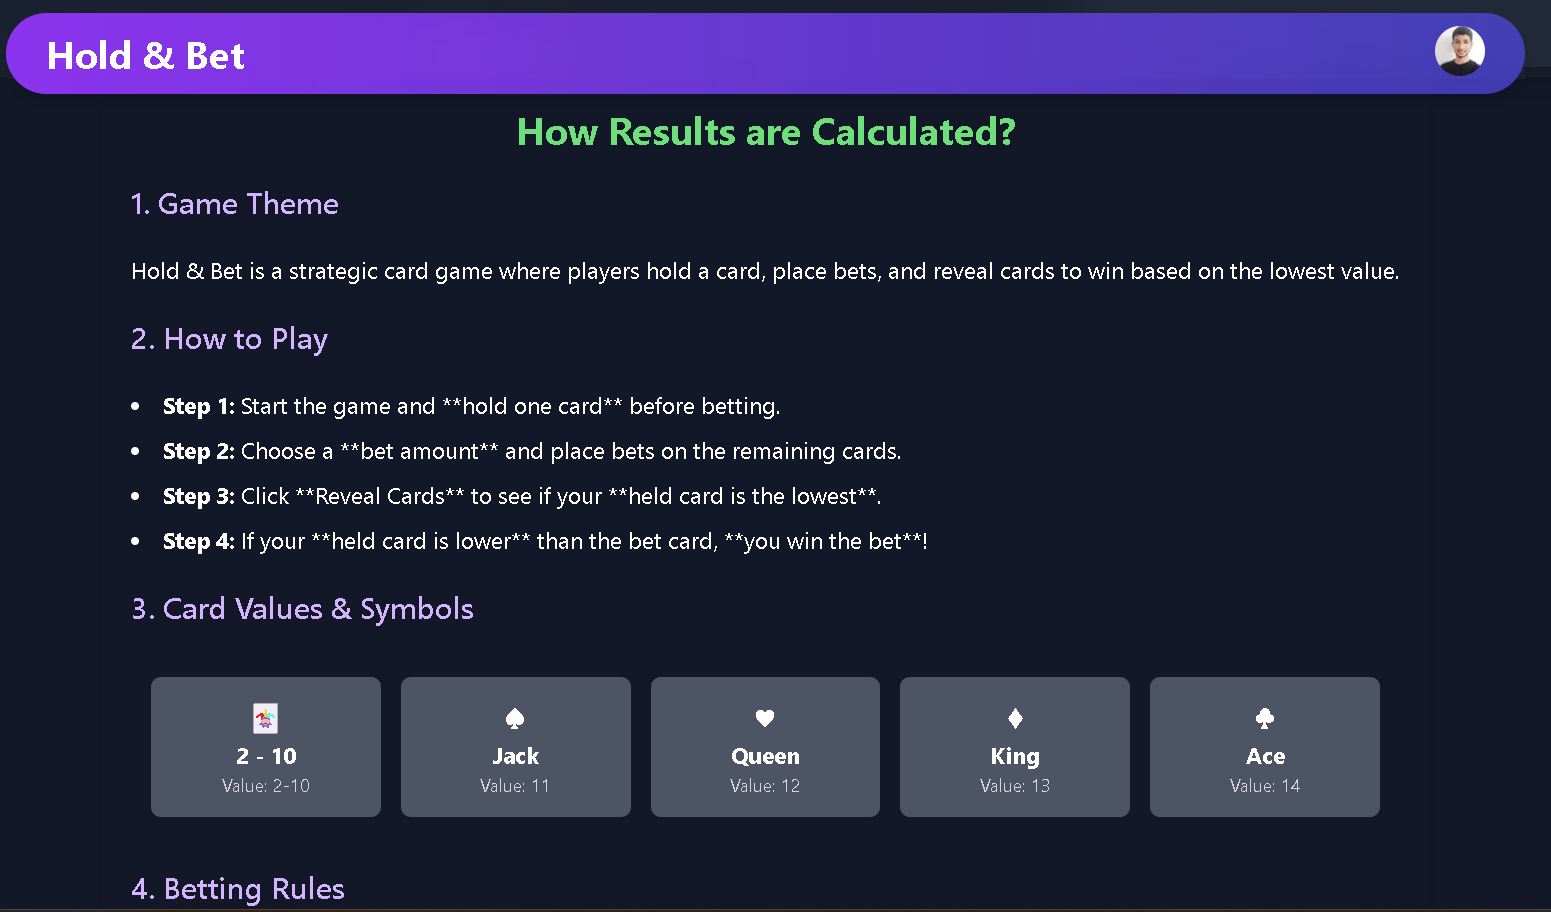 Hold & Bet
How Results are Calculated?
1. Game Theme
Hold & Bet is a strategic card game where players hold a card, place bets, and reveal cards to win based on the lowest value.
2. How to Play
• Step 1: Start the game and **hold one card** before betting.
• Step 2: Choose a **bet amount** and place bets on the remaining cards.
• Step 3: Click **Reveal Cards** to see if your **held card is the lowest**.
• Step 4: If your **held card is lower** than the bet card, **you win the bet**!
3. Card Values & Symbols
2 - 10
Value: 2-10
Jack
Value: 11
Queen
Value: 12
King
Value: 13
Ace
Value: 14
4. Betting Rules